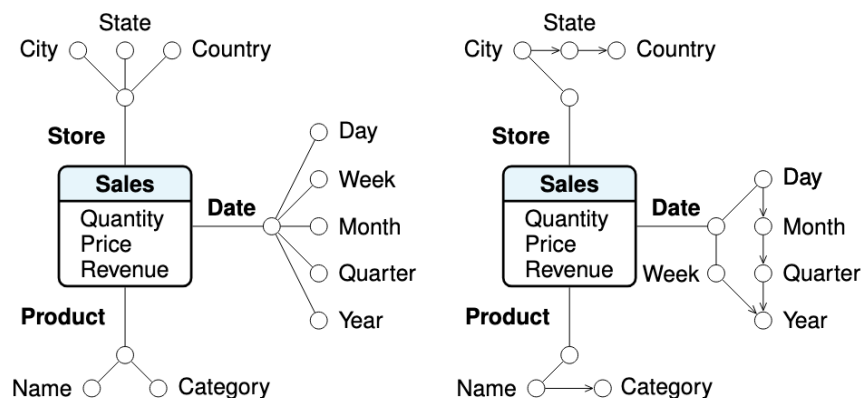 State
City
Country
Store
Sales
Quantity
Price
Revenue
Date
Day
Week
Month
Quarter
Year
Product
Name
Category
State
City
Country
Store
Sales
Quantity
Price
Revenue
Date
Day
Month
Week
Quarter
Year
Product
Name
Category